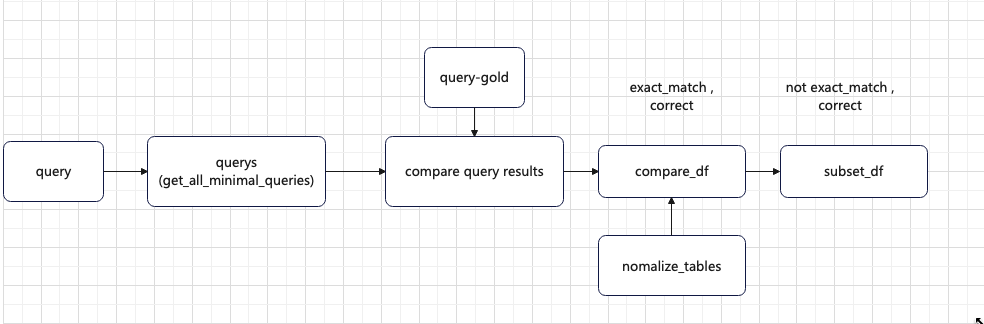 query-gold
exact_match ,
correct
not exact_match ,
correct
query
querys
(get_all_minimal_queries)
compare query results
compare_df
subset_df
nomalize_tables